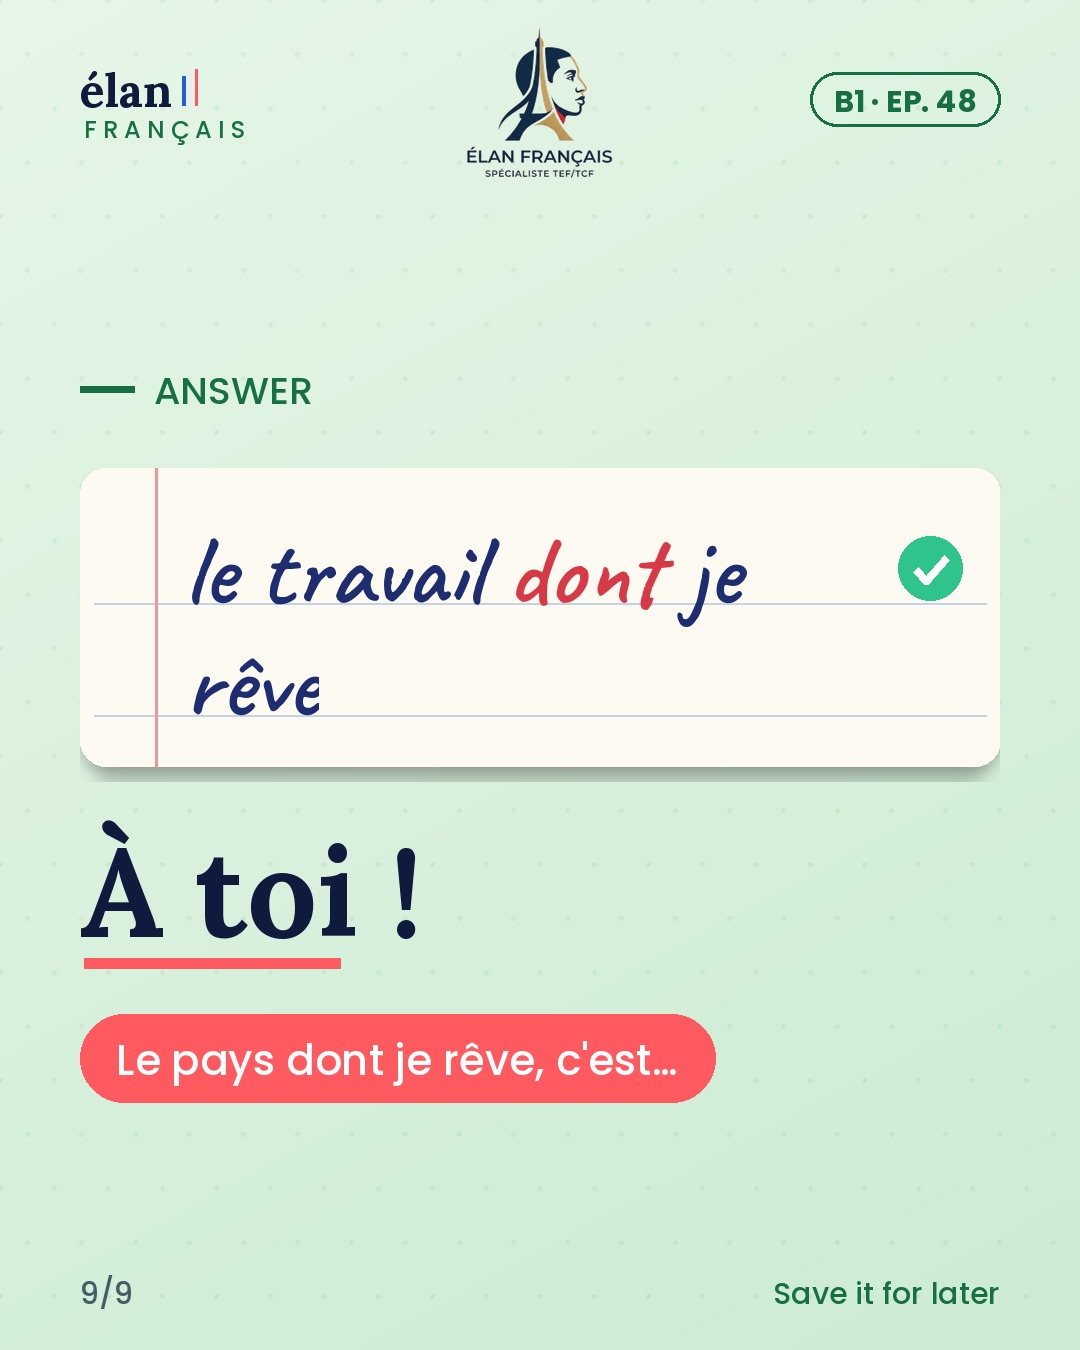 élan
FRANÇAIS
ÉLAN FRANÇAIS
SPÉCIALISTE TEF/TCF
B1 · EP. 48
ANSWER
le travail dont je
rêve
À toi !
Le pays dont je rêve, c'est...
9/9
Save it for later